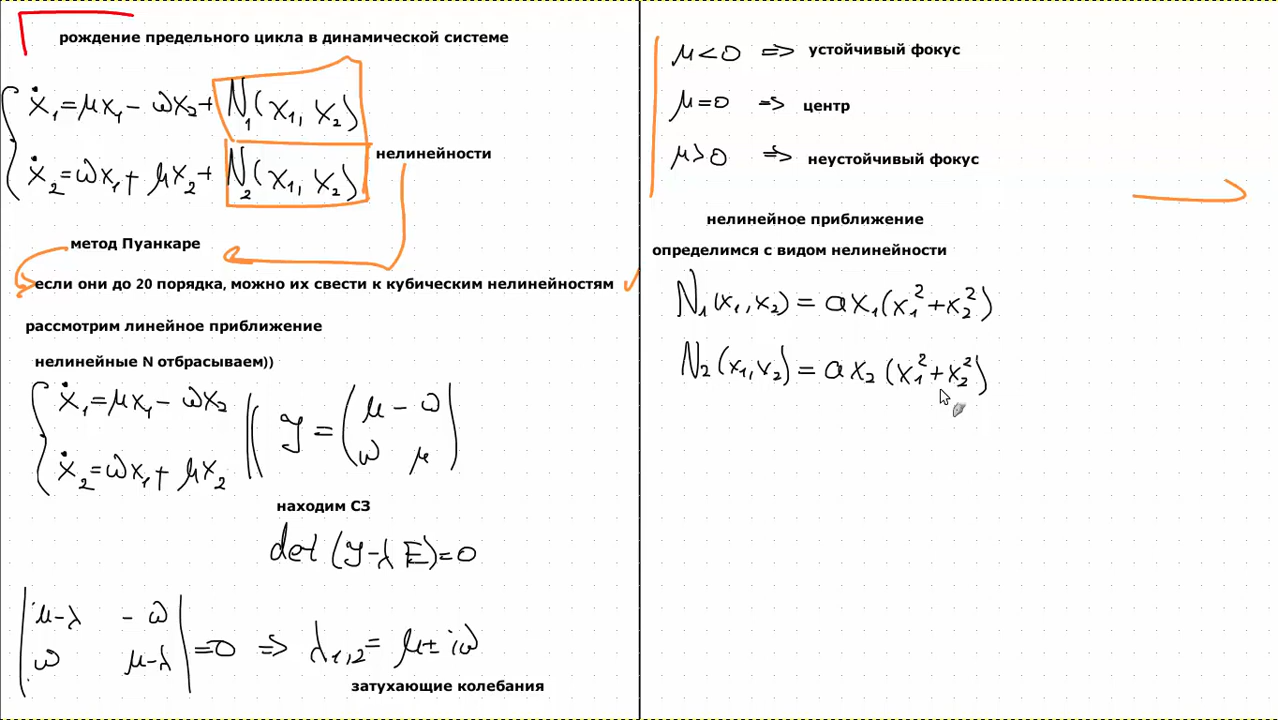 рождение предельного цикла в динамической системе
ẋ₁ = μx₁ − ωx₂ + N₁(x₁, x₂)
нелинейности
ẋ₂ = ωx₁ + μx₂ + N₂(x₁, x₂)
метод Пуанкаре
если они до 20 порядка, можно их свести к кубическим нелинейностям
рассмотрим линейное приближение
нелинейные N отбрасываем))
ẋ₁ = μx₁ − ωx₂
ẋ₂ = ωx₁ + μx₂
J = ( μ − ω
ω μ )
находим СЗ
det (J − λE) = 0
| μ−λ − ω |
| ω μ−λ | = 0 => λ₁,₂ = μ ± iω
затухающие колебания
μ < 0 => устойчивый фокус
μ = 0 => центр
μ > 0 => неустойчивый фокус
нелинейное приближение
определимся с видом нелинейности
N₁(x₁, x₂) = ax₁(x₁² + x₂²)
N₂(x₁, x₂) = ax₂(x₁² + x₂²)